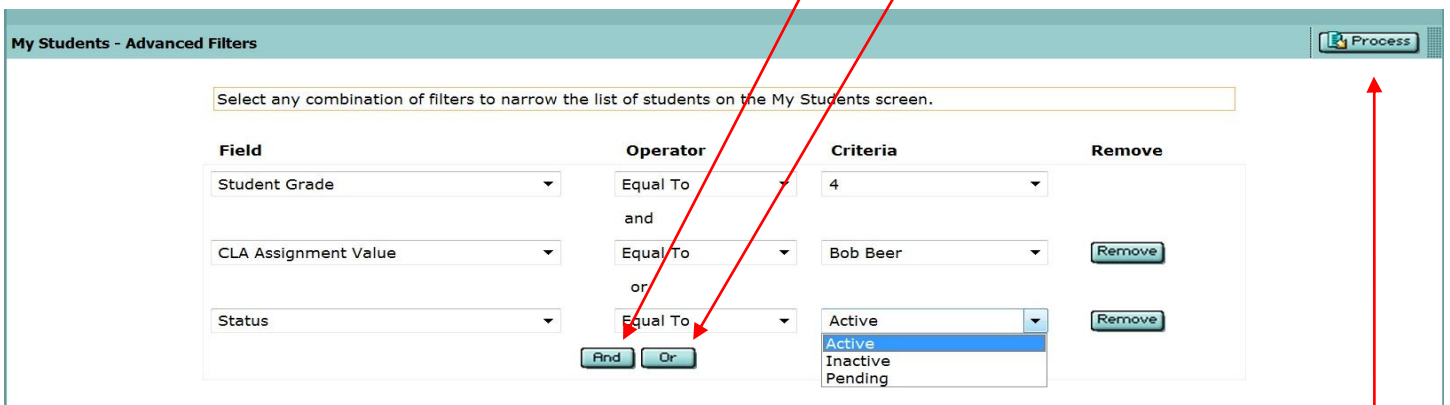 My Students - Advanced Filters Process
Select any combination of filters to narrow the list of students on the My Students screen.
Field Operator Criteria Remove
Student Grade Equal To 4
and
CLA Assignment Value Equal To Bob Beer Remove
or
Status Equal To Active Remove
And Or Active
Inactive
Pending